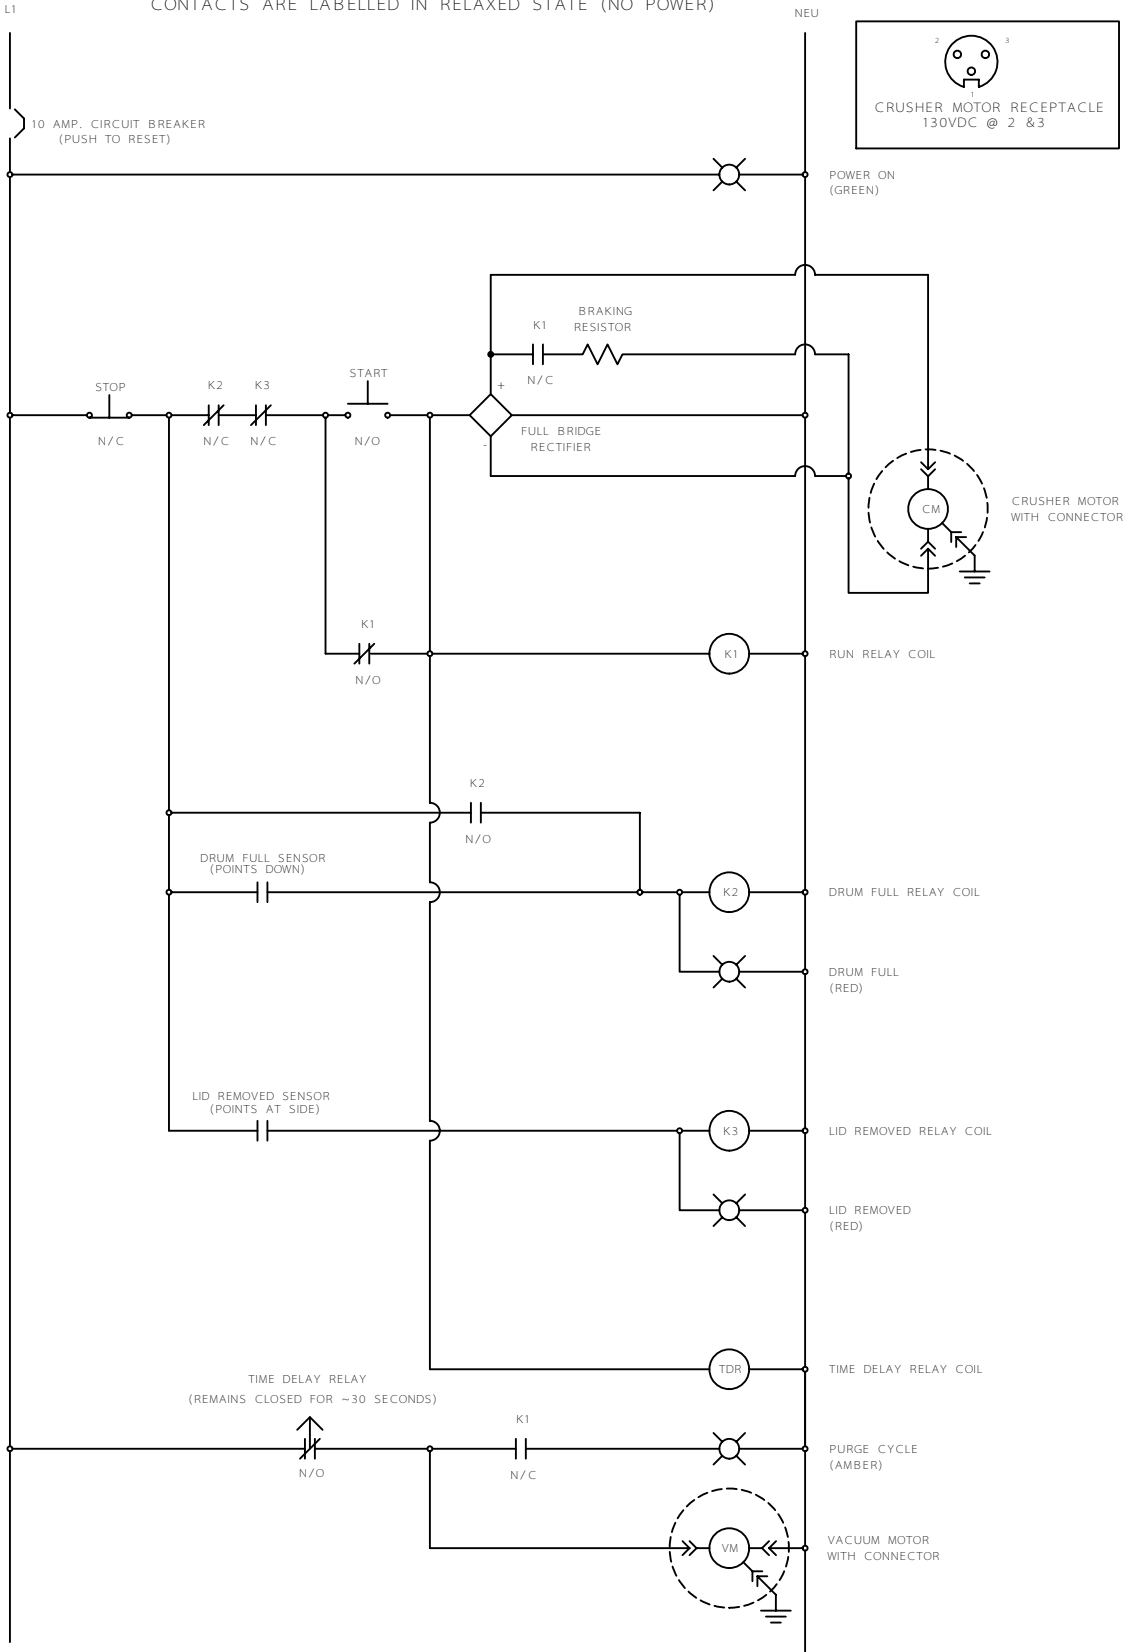 CONTACTS ARE LABELLED IN RELAXED STATE (NO POWER)
L1
NEU
2
3
1
CRUSHER MOTOR RECEPTACLE
130VDC @ 2 &3
10 AMP. CIRCUIT BREAKER
(PUSH TO RESET)
POWER ON
(GREEN)
BRAKING
RESISTOR
K1
N/C
STOP
N/C
K2
N/C
K3
N/C
START
N/O
+
-
FULL BRIDGE
RECTIFIER
CM
CRUSHER MOTOR
WITH CONNECTOR
K1
N/O
K1
RUN RELAY COIL
K2
N/O
DRUM FULL SENSOR
(POINTS DOWN)
K2
DRUM FULL RELAY COIL
DRUM FULL
(RED)
LID REMOVED SENSOR
(POINTS AT SIDE)
K3
LID REMOVED RELAY COIL
LID REMOVED
(RED)
TDR
TIME DELAY RELAY COIL
TIME DELAY RELAY
(REMAINS CLOSED FOR ~30 SECONDS)
N/O
K1
N/C
PURGE CYCLE
(AMBER)
VM
VACUUM MOTOR
WITH CONNECTOR